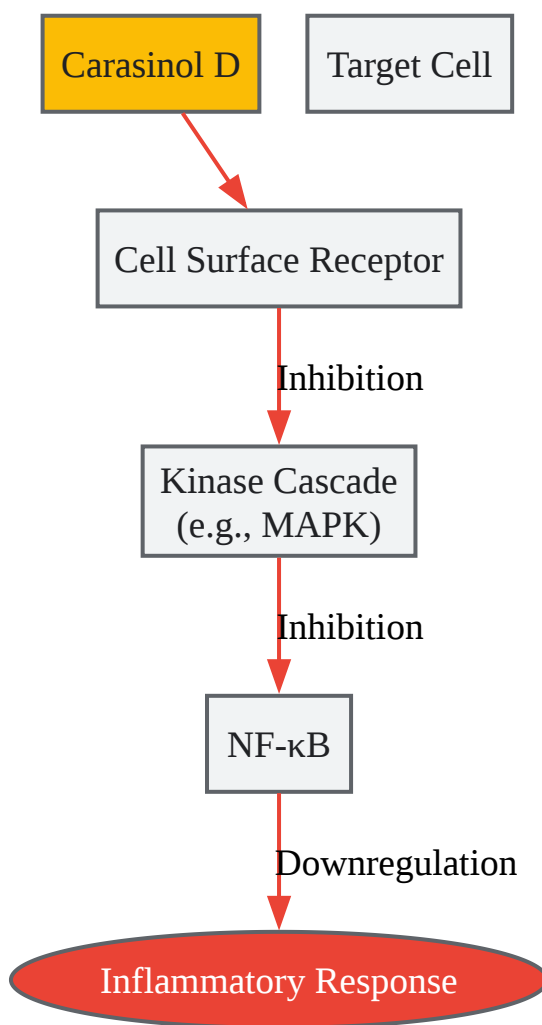 Carasinol D
Target Cell
Cell Surface Receptor
Inhibition
Kinase Cascade
(e.g., MAPK)
Inhibition
NF-κB
Downregulation
Inflammatory Response